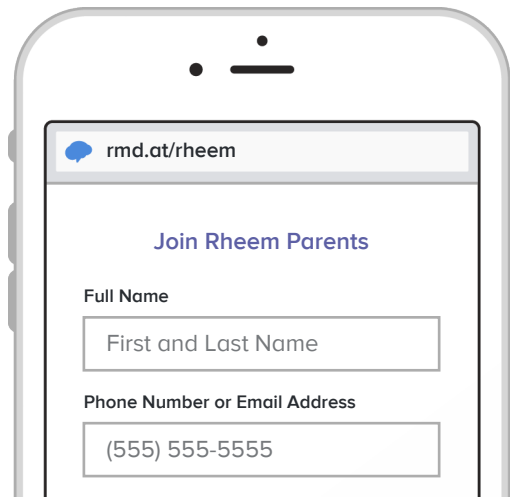 rmd.at/rheem
Join Rheem Parents
Full Name
First and Last Name
Phone Number or Email Address
(555) 555-5555